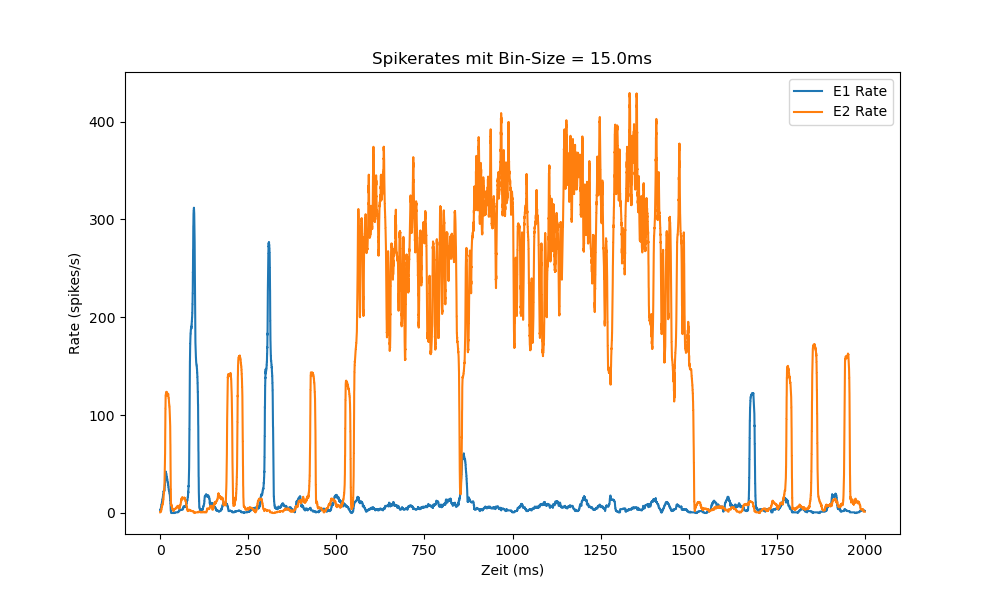 Spikerates mit Bin-Size = 15.0ms
E1 Rate
E2 Rate
400
300
200
100
0
Rate (spikes/s)
0
250
500
750
1000
1250
1500
1750
2000
Zeit (ms)